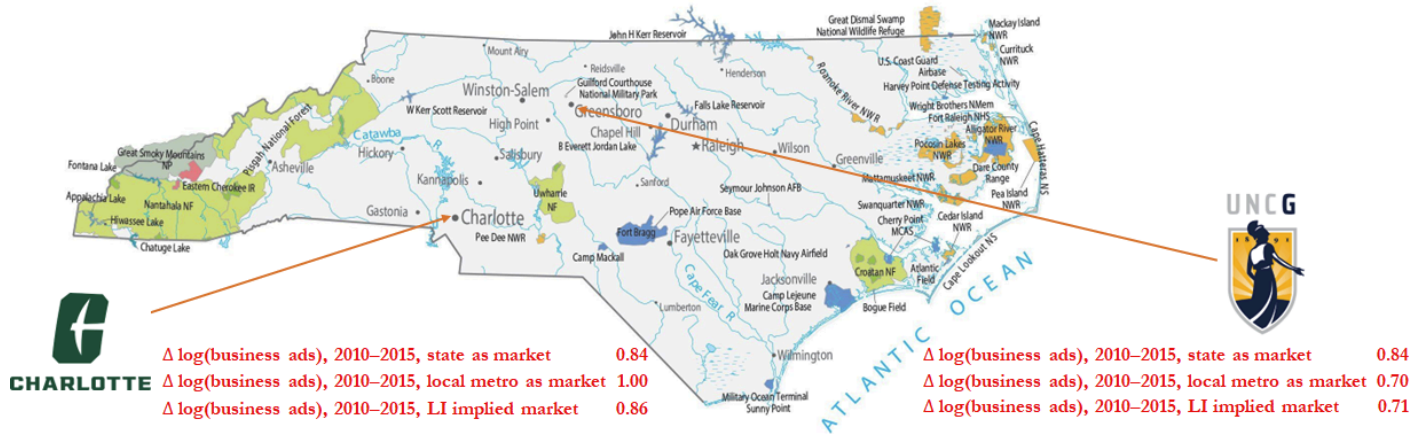 Great Dismal Swamp
National Wildlife Refuge
Mackay Island
NWR
Currituck
NWR
John H Kerr Reservoir
Mount Airy
Reidsville
Henderson
Roanoke River NWR
U.S. Coast Guard
Airbase
Harvey Point Defense Testing Activity
Boone
Winston-Salem
Guilford Courthouse
National Military Park
W Kerr Scott Reservoir
Greensboro
Falls Lake Reservoir
Wright Brothers NMem
Fort Raleigh NHS
Alligator River
NWR
High Point
Chapel Hill
Durham
Pisgah National Forest
Catawba R
B Everett Jordan Lake
Raleigh
Wilson
Greenville
Pocosin Lakes
NWR
Dare County
Range
Cape Hatteras NS
Great Smoky Mountains
NP
Fontana Lake
Asheville
Hickory
Salisbury
Kannapolis
Eastern Cherokee IR
Sanford
Seymour Johnson AFB
Mattamuskeet NWR
Pea Island
NWR
Appalachia Lake
Nantahala NF
Uwharrie
NF
Swanquarter NWR
Hiwassee Lake
Gastonia
Charlotte
Pope Air Force Base
Cherry Point
MCAS
Cedar Island
NWR
Chatuge Lake
Pee Dee NWR
Fort Bragg
Fayetteville
Camp Mackall
Oak Grove Holt Navy Airfield
Croatan NF
Atlantic
Field
Cape Lookout NS
Jacksonville
Camp Lejeune
Marine Corps Base
Bogue Field
Cape Fear R
Lumberton
Wilmington
Military Ocean Terminal
Sunny Point
ATLANTIC OCEAN
UNCG
1891
CHARLOTTE
Δ log(business ads), 2010–2015, state as market 0.84
Δ log(business ads), 2010–2015, local metro as market 1.00
Δ log(business ads), 2010–2015, LI implied market 0.86
Δ log(business ads), 2010–2015, state as market 0.84
Δ log(business ads), 2010–2015, local metro as market 0.70
Δ log(business ads), 2010–2015, LI implied market 0.71